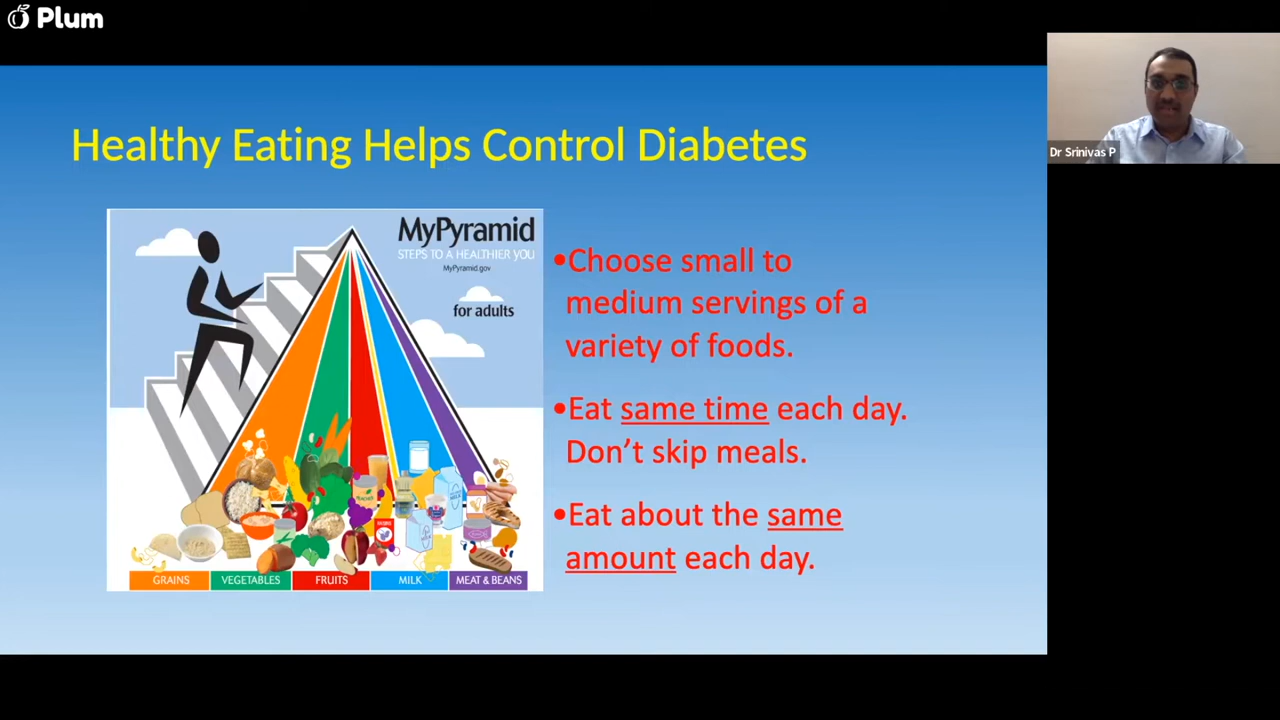 Plum
Healthy Eating Helps Control Diabetes
Dr Srinivas P
MyPyramid
STEPS TO A HEALTHIER YOU
MyPyramid.gov
for adults
•Choose small to
medium servings of a
variety of foods.
•Eat same time each day.
Don’t skip meals.
•Eat about the same
amount each day.
GRAINS
VEGETABLES
FRUITS
MILK
MEAT & BEANS